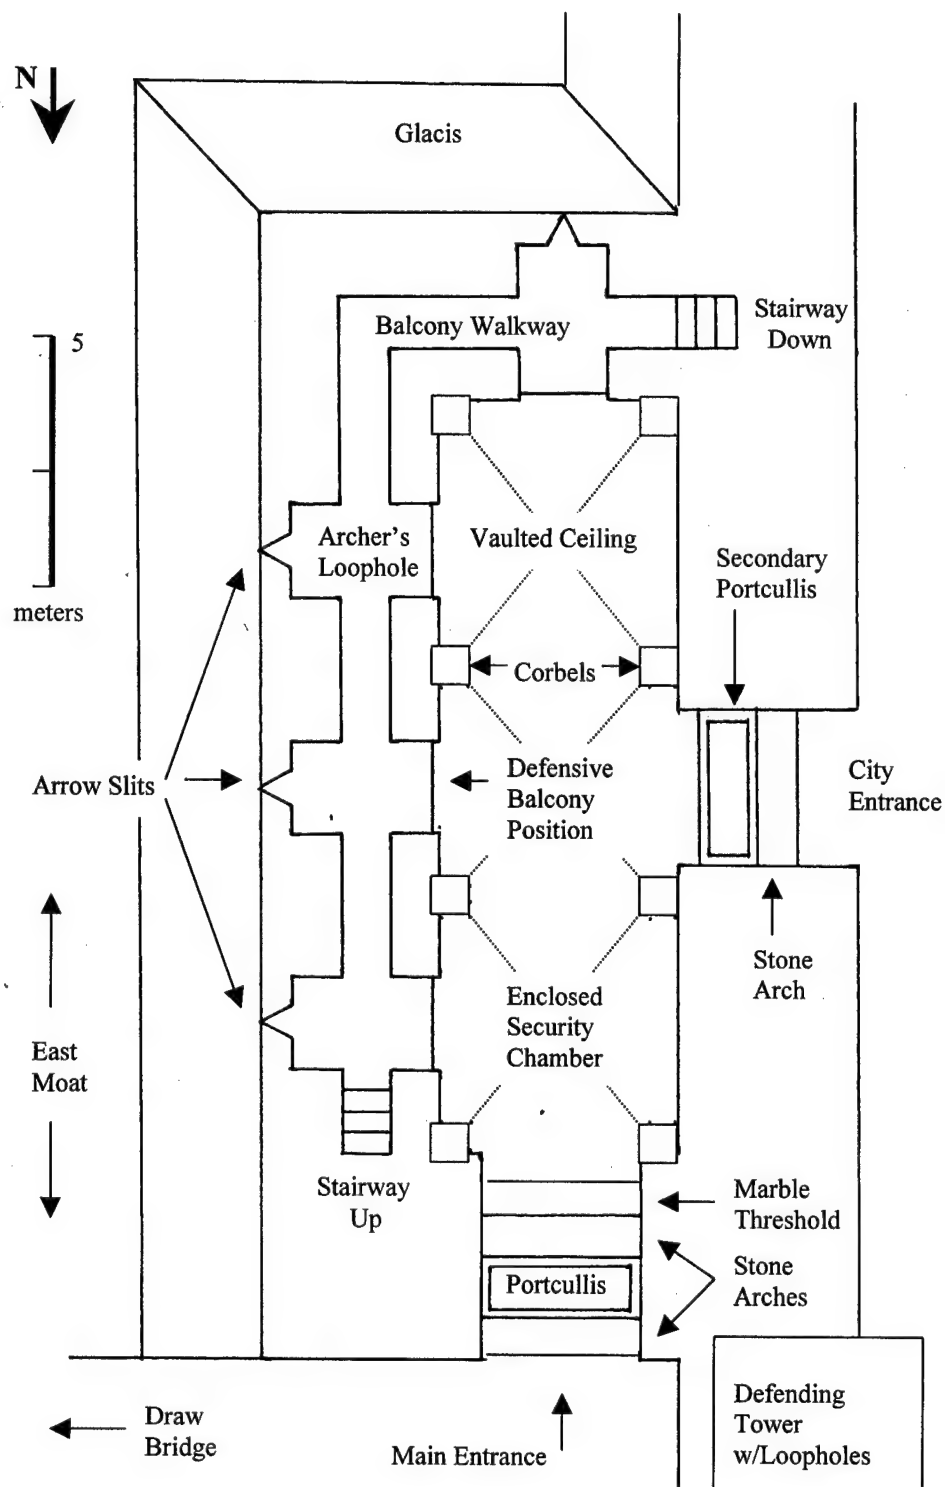 N
Glacis
Balcony Walkway
Stairway
Down
5
Archer's
Loophole
Vaulted Ceiling
Secondary
Portcullis
meters
Corbels
Arrow Slits
Defensive
Balcony
Position
City
Entrance
Stone
Arch
Enclosed
Security
Chamber
East
Moat
Stairway
Up
Marble
Threshold
Portcullis
Stone
Arches
Draw
Bridge
Main Entrance
Defending
Tower
w/Loopholes